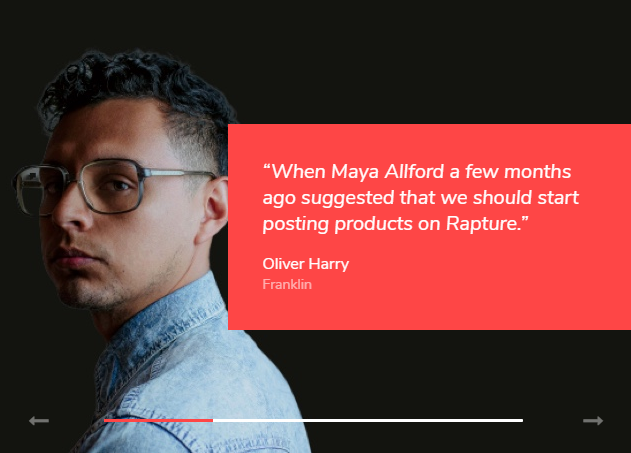 “When Maya Allford a few months
ago suggested that we should start
posting products on Rapture.”
Oliver Harry
Franklin